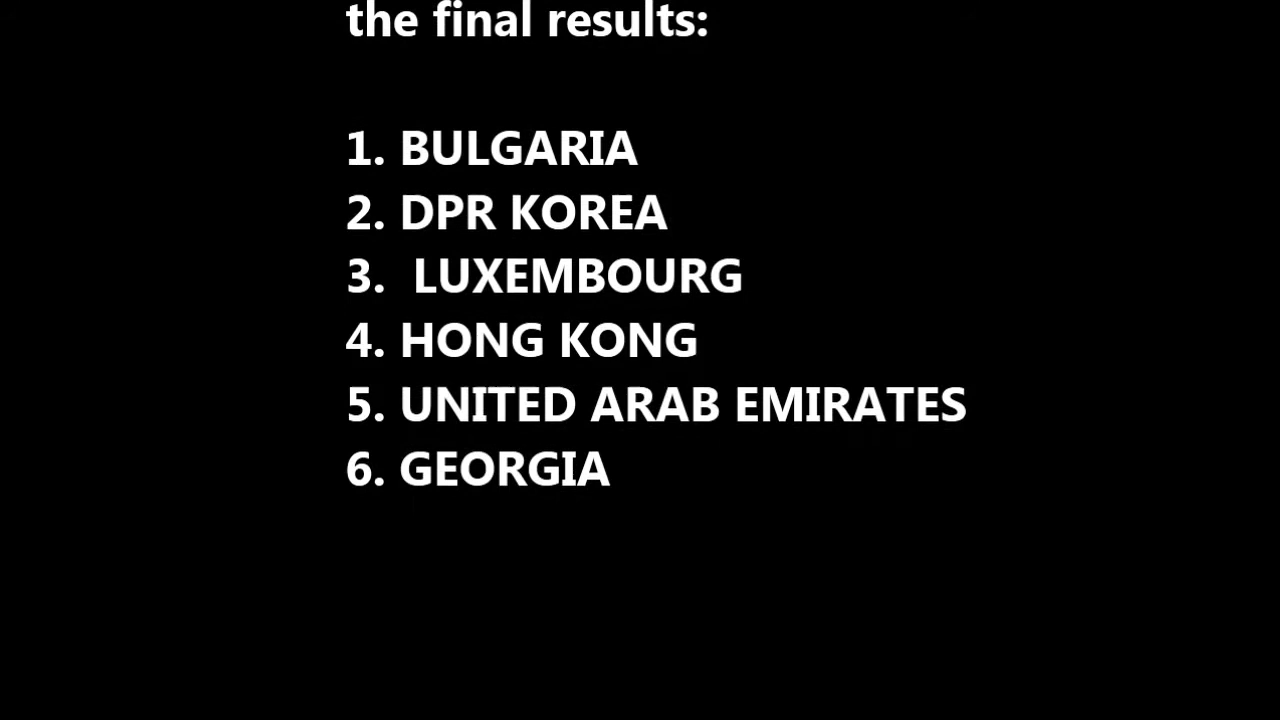 the final results:
1. BULGARIA
2. DPR KOREA
3. LUXEMBOURG
4. HONG KONG
5. UNITED ARAB EMIRATES
6. GEORGIA